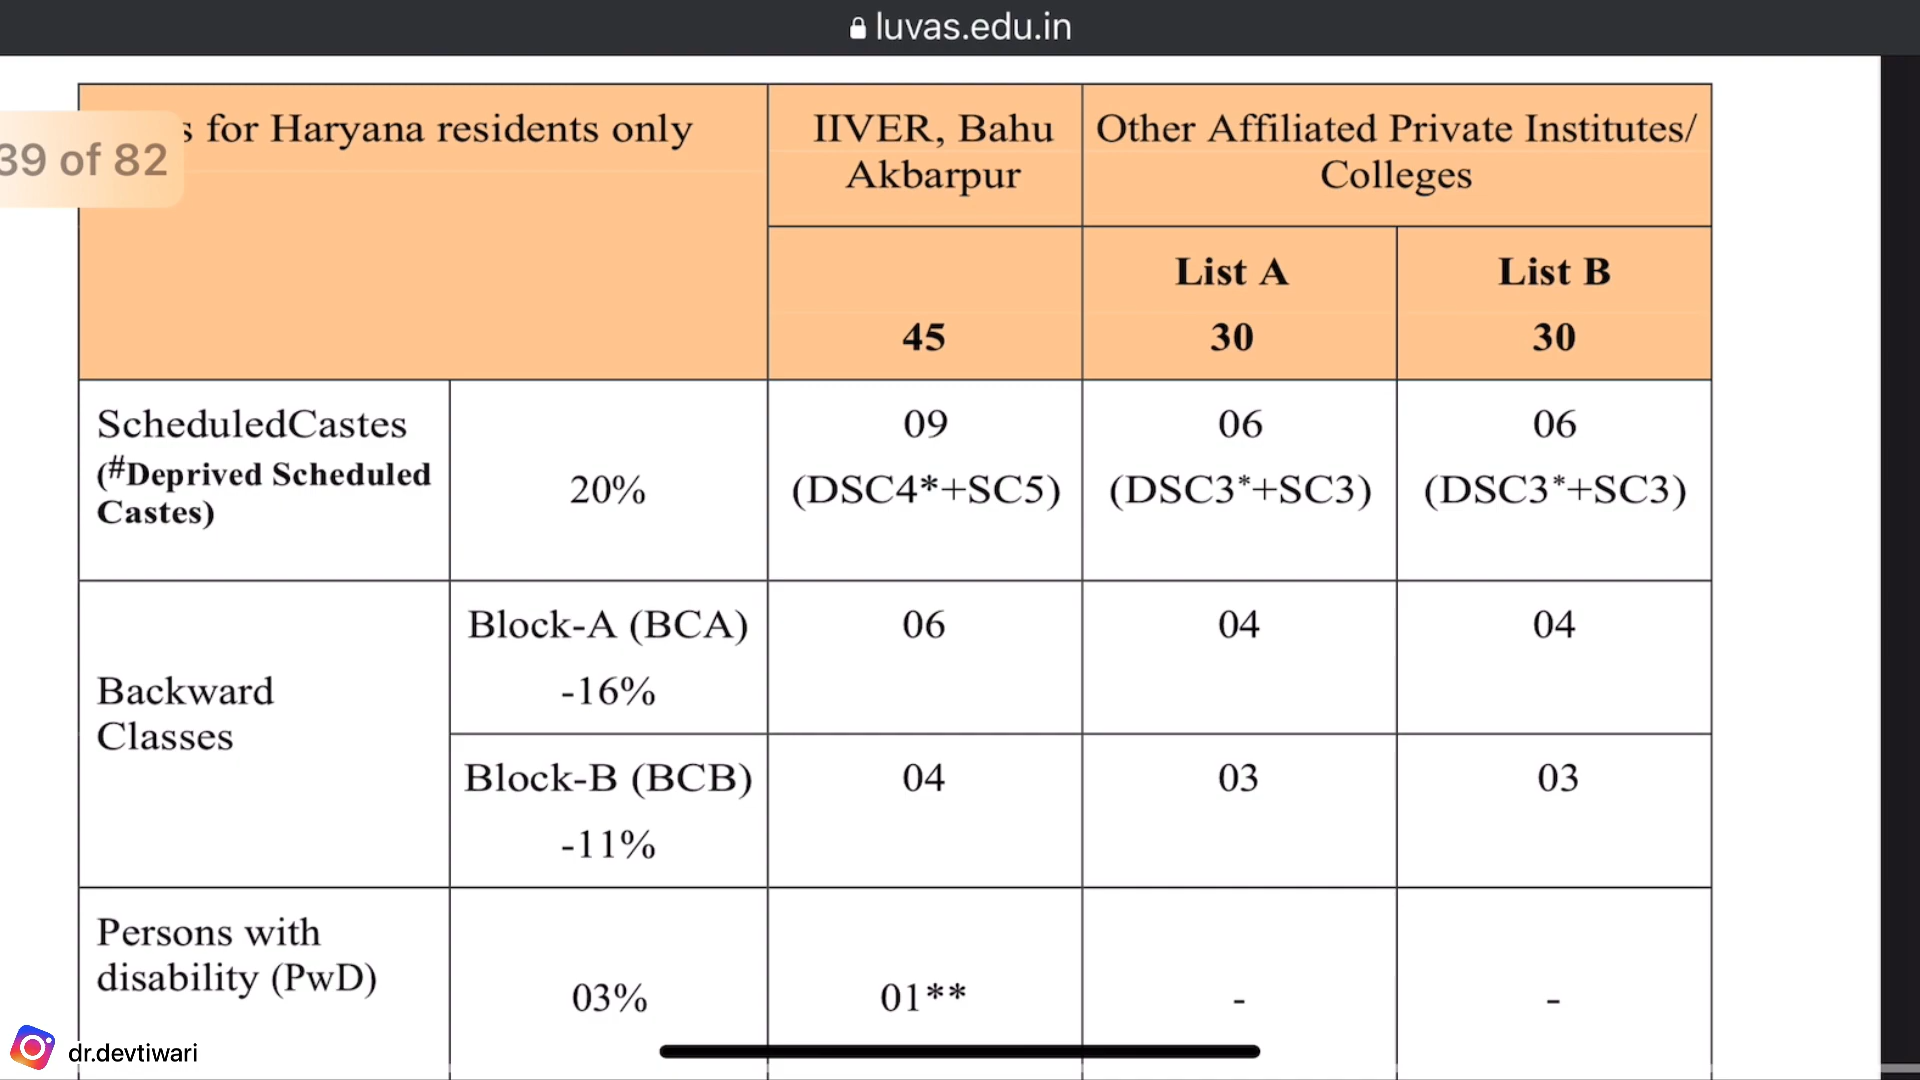 luvas.edu.in
39 of 82
s for Haryana residents only
IIVER, Bahu
Akbarpur
Other Affiliated Private Institutes/
Colleges
45
List A
30
List B
30
ScheduledCastes
(#Deprived Scheduled
Castes)
20%
09
(DSC4*+SC5)
06
(DSC3*+SC3)
06
(DSC3*+SC3)
Backward
Classes
Block-A (BCA)
-16%
06
04
04
Block-B (BCB)
-11%
04
03
03
Persons with
disability (PwD)
03%
01**
-
-
dr.devtiwari